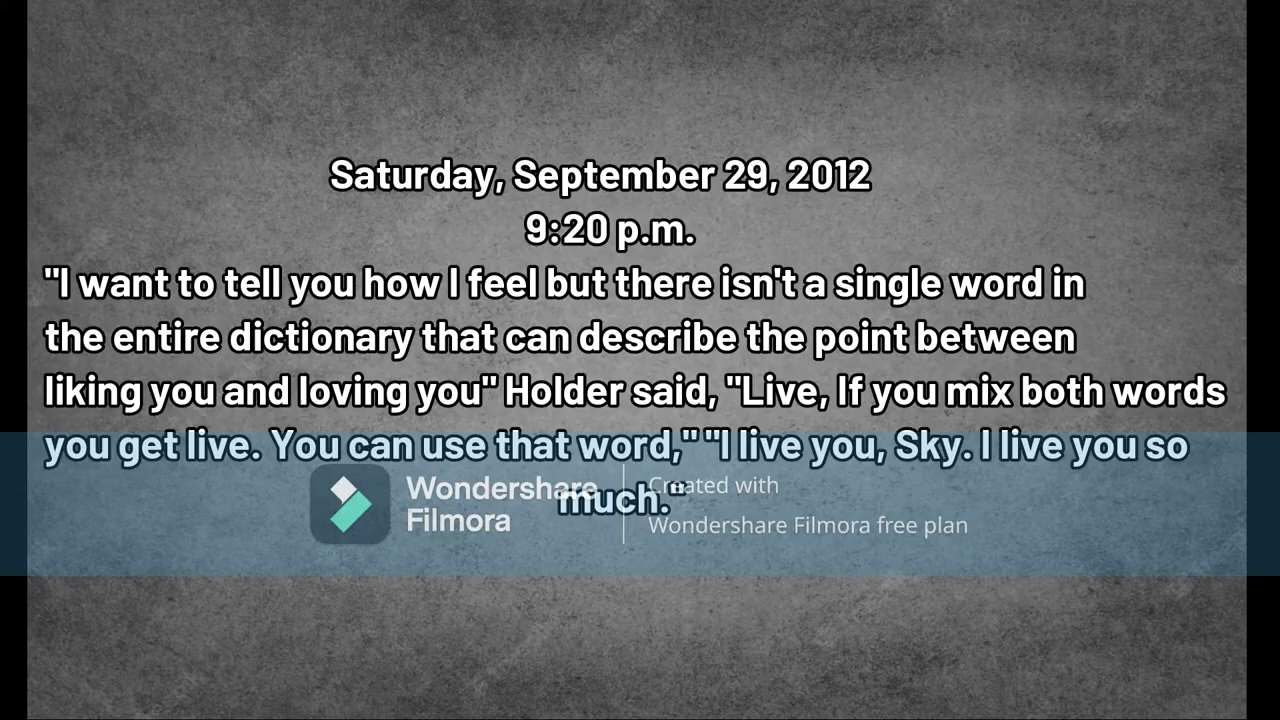 Saturday, September 29, 2012
9:20 p.m.
"I want to tell you how I feel but there isn't a single word in
the entire dictionary that can describe the point between
liking you and loving you" Holder said, "Live, If you mix both words
you get live. You can use that word," "I live you, Sky. I live you so
much."
Wondershare
Filmora
Created with
Wondershare Filmora free plan